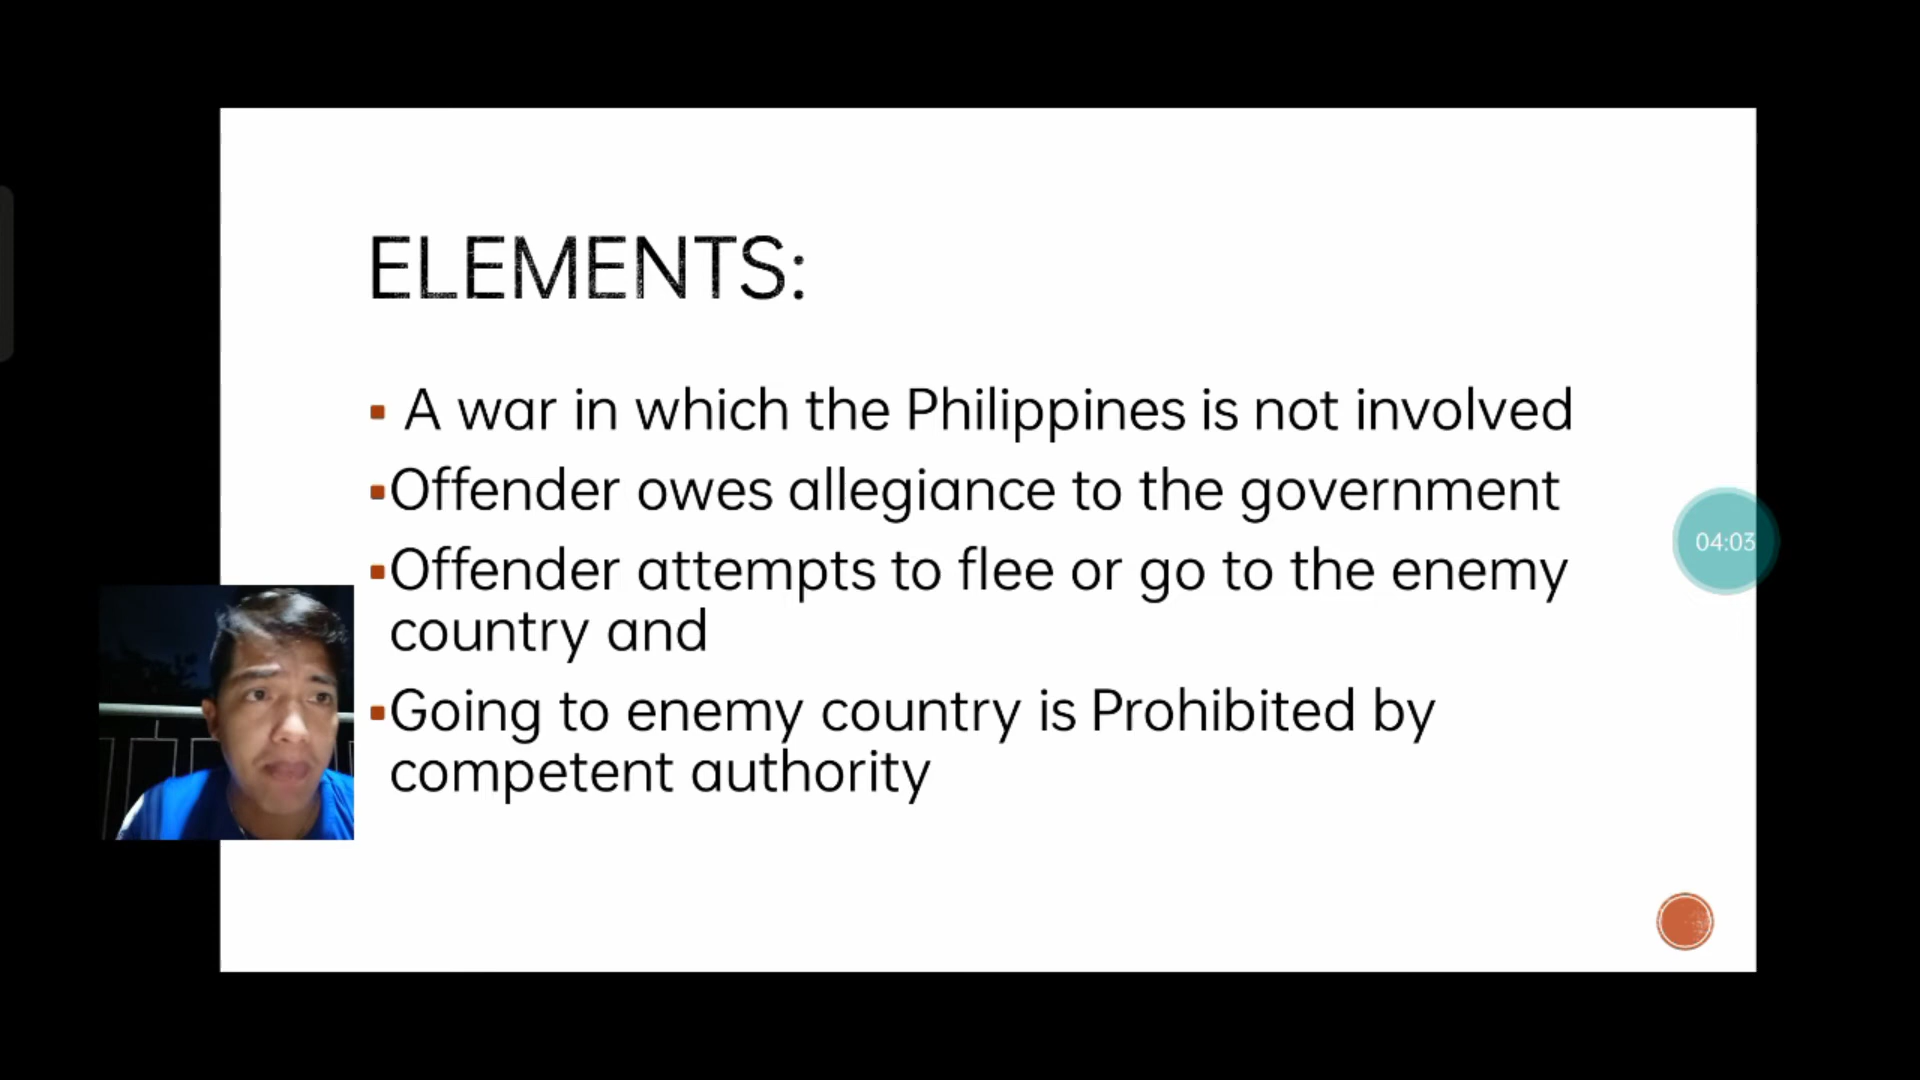 ELEMENTS:
▪ A war in which the Philippines is not involved
▪Offender owes allegiance to the government
▪Offender attempts to flee or go to the enemy
country and
▪Going to enemy country is Prohibited by
competent authority
04:03